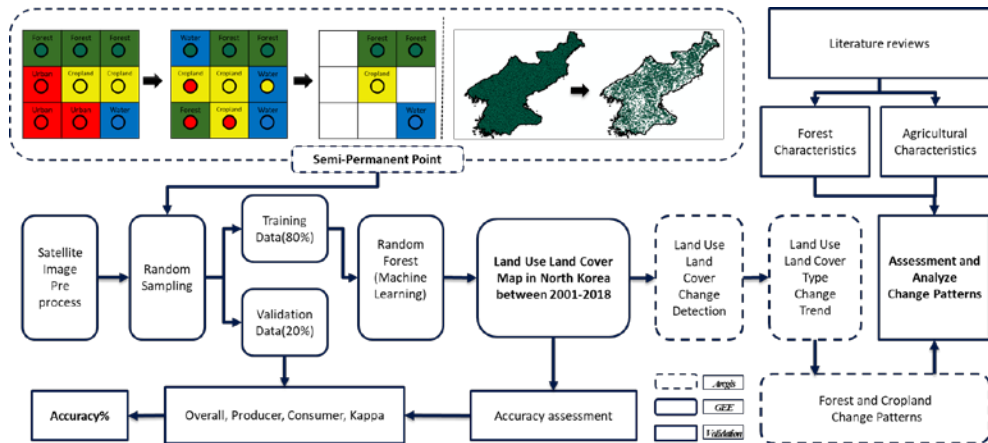 Forest Forest Forest
Urban Cropland Cropland
Urban Urban Water
Water Forest Forest
Cropland Cropland Water
Forest Cropland Water
Forest Forest
Cropland
Water
Semi-Permanent Point
Literature reviews
Forest
Characteristics
Agricultural
Characteristics
Satellite
Image
Pre
process
Random
Sampling
Training
Data(80%)
Validation
Data(20%)
Random
Forest
(Machine
Learning)
Land Use Land Cover
Map in North Korea
between 2001-2018
Land Use
Land
Cover
Change
Detection
Land Use
Land Cover
Type
Change
Trend
Assessment and
Analyze
Change Patterns
Accuracy%
Overall, Producer, Consumer, Kappa
Accuracy assessment
Arcgis
GEE
Validation
Forest and Cropland
Change Patterns